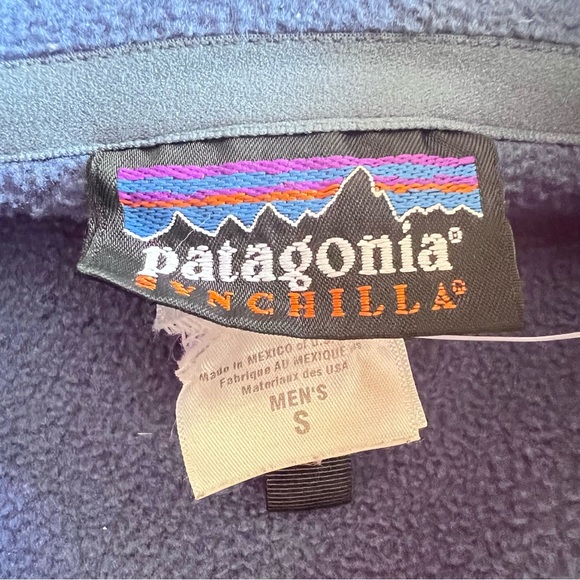 patagonia®
SYNCHILLA®
Made in MEXICO of U.S.
Fabriqué AU MEXIQUE
Materiaux des USA
MEN'S
S